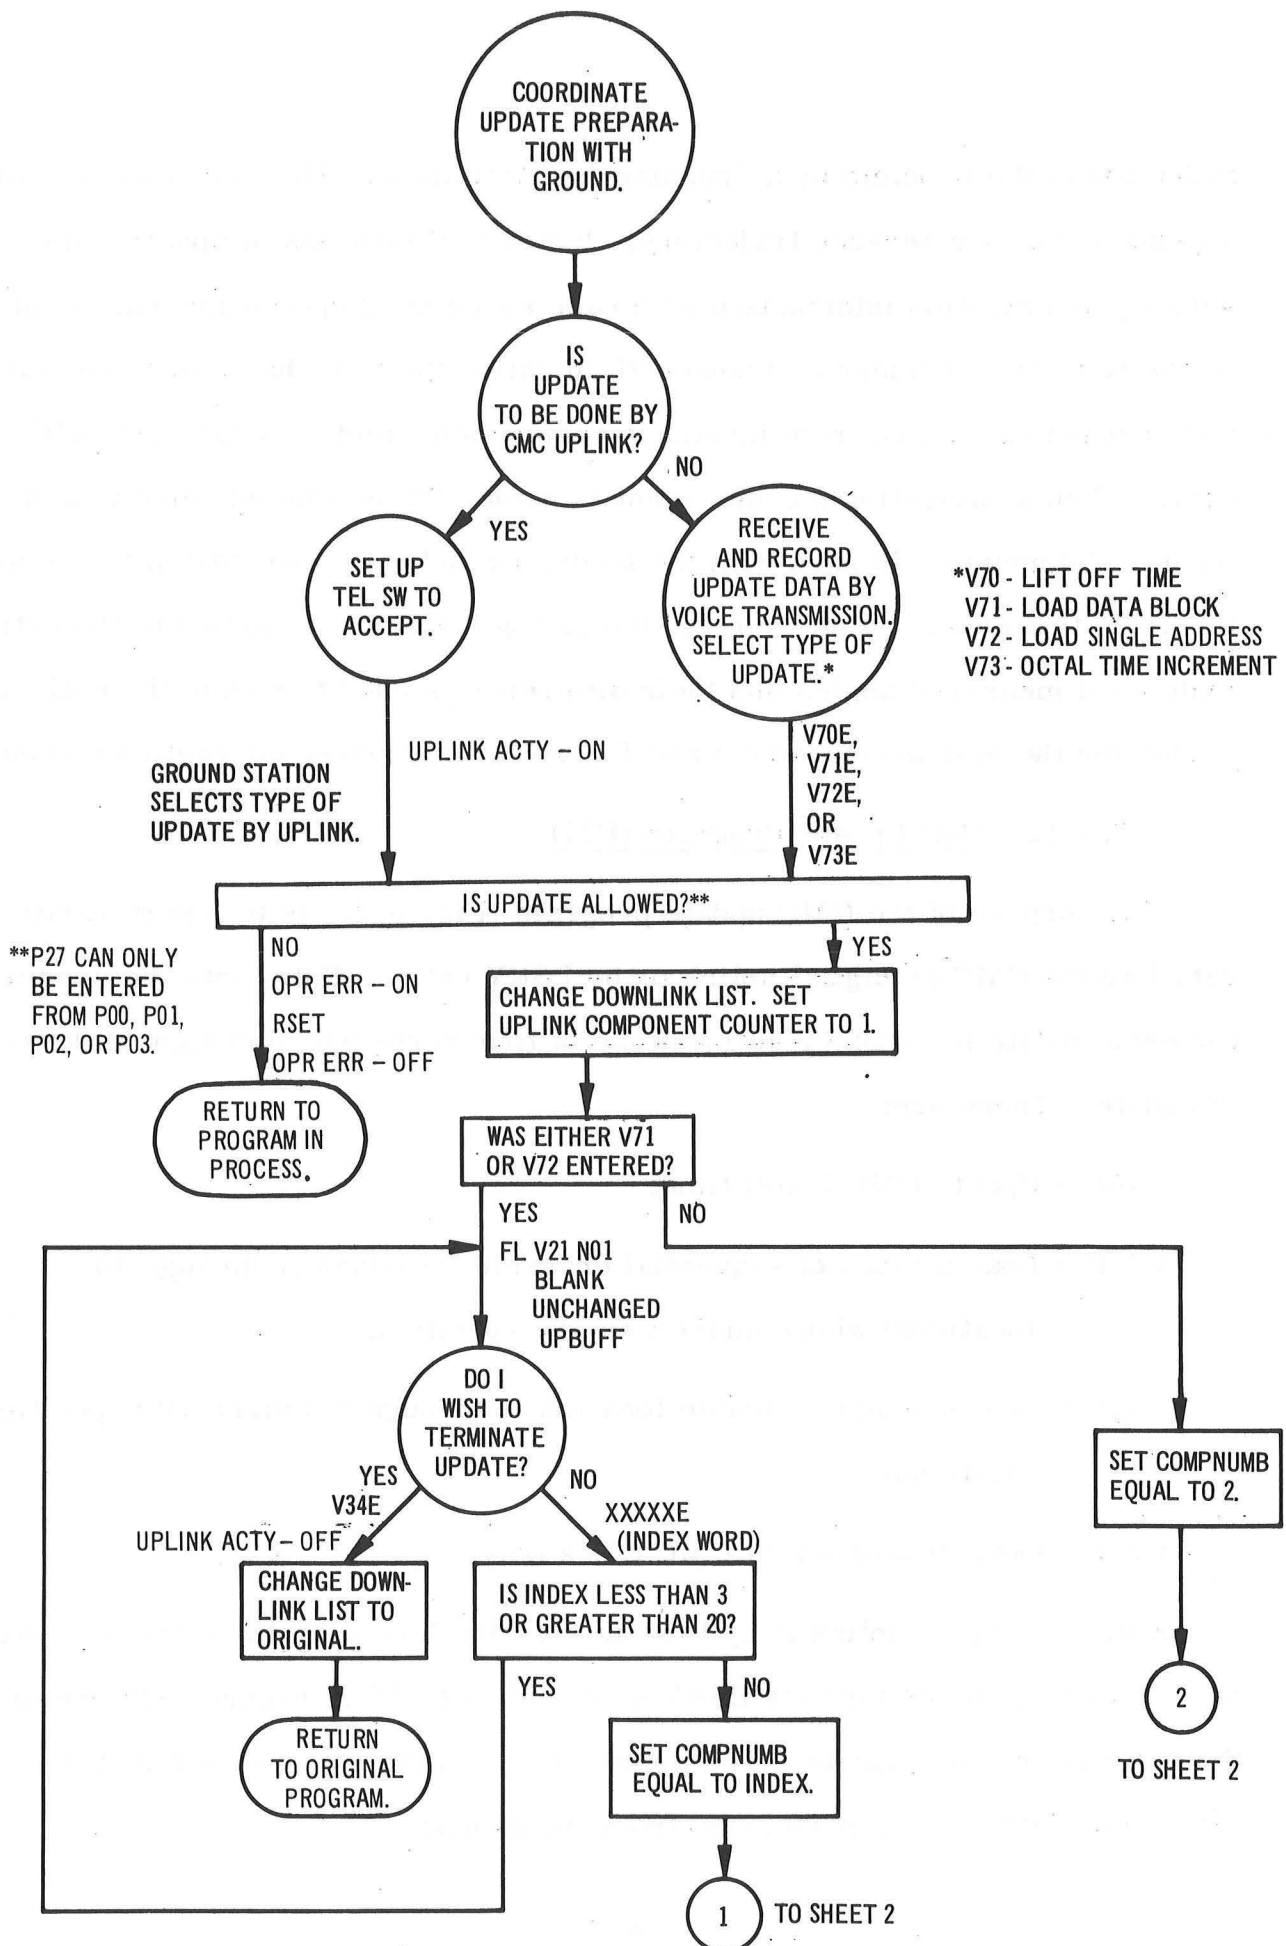 COORDINATE
UPDATE PREPARA-
TION WITH
GROUND.
IS
UPDATE
TO BE DONE BY
CMC UPLINK?
NO
YES
SET UP
TEL SW TO
ACCEPT.
RECEIVE
AND RECORD
UPDATE DATA BY
VOICE TRANSMISSION.
SELECT TYPE OF
UPDATE.*
*V70 - LIFT OFF TIME
V71 - LOAD DATA BLOCK
V72 - LOAD SINGLE ADDRESS
V73 - OCTAL TIME INCREMENT
UPLINK ACTY - ON
GROUND STATION
SELECTS TYPE OF
UPDATE BY UPLINK.
V70E,
V71E,
V72E,
OR
V73E
IS UPDATE ALLOWED?**
**P27 CAN ONLY
BE ENTERED
FROM P00, P01,
P02, OR P03.
NO
OPR ERR - ON
RSET
OPR ERR - OFF
YES
CHANGE DOWNLINK LIST. SET
UPLINK COMPONENT COUNTER TO 1.
RETURN TO
PROGRAM IN
PROCESS.
WAS EITHER V71
OR V72 ENTERED?
YES
NO
FL V21 N01
BLANK
UNCHANGED
UPBUFF
DO I
WISH TO
TERMINATE
UPDATE?
YES
V34E
UPLINK ACTY - OFF
NO
XXXXXE
(INDEX WORD)
SET COMPNUMB
EQUAL TO 2.
CHANGE DOWN-
LINK LIST TO
ORIGINAL.
IS INDEX LESS THAN 3
OR GREATER THAN 20?
YES
NO
RETURN
TO ORIGINAL
PROGRAM.
SET COMPNUMB
EQUAL TO INDEX.
2
TO SHEET 2
1
TO SHEET 2